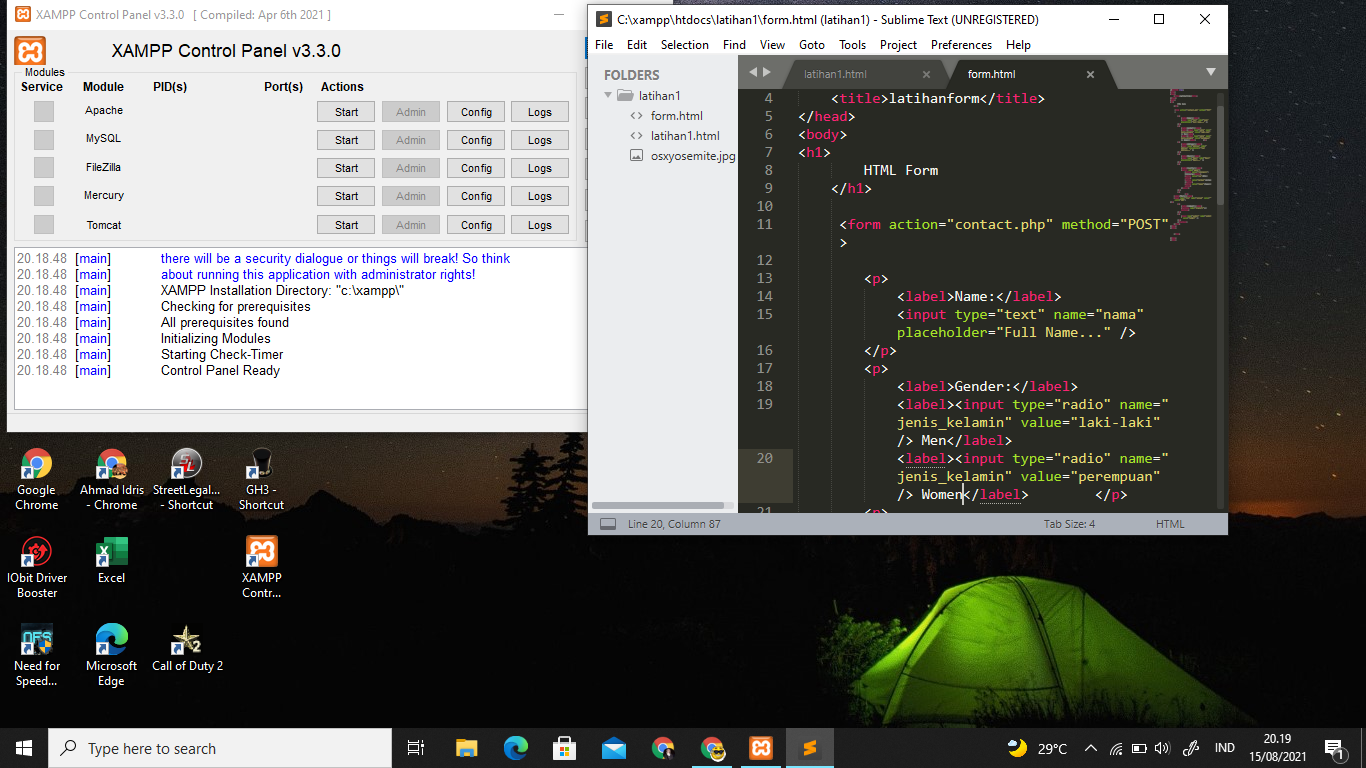 XAMPP Control Panel v3.3.0 [ Compiled: Apr 6th 2021 ]
XAMPP Control Panel v3.3.0
Modules
Service Module PID(s) Port(s) Actions
Apache Start Admin Config Logs
MySQL Start Admin Config Logs
FileZilla Start Admin Config Logs
Mercury Start Admin Config Logs
Tomcat Start Admin Config Logs
20.18.48 [main] there will be a security dialogue or things will break! So think
20.18.48 [main] about running this application with administrator rights!
20.18.48 [main] XAMPP Installation Directory: "c:\xampp\"
20.18.48 [main] Checking for prerequisites
20.18.48 [main] All prerequisites found
20.18.48 [main] Initializing Modules
20.18.48 [main] Starting Check-Timer
20.18.48 [main] Control Panel Ready
C:\xampp\htdocs\latihan1\form.html (latihan1) - Sublime Text (UNREGISTERED)
File Edit Selection Find View Goto Tools Project Preferences Help
FOLDERS
latihan1
form.html
latihan1.html
osxyosemite.jpg
latihan1.html form.html
4 <title>latihanform</title>
5 </head>
6 <body>
7 <h1>
8 HTML Form
9 </h1>
10
11 <form action="contact.php" method="POST"
>
12
13 <p>
14 <label>Name:</label>
15 <input type="text" name="nama"
placeholder="Full Name..." />
16 </p>
17 <p>
18 <label>Gender:</label>
19 <label><input type="radio" name="
jenis_kelamin" value="laki-laki"
/> Men</label>
20 <label><input type="radio" name="
jenis_kelamin" value="perempuan"
/> Women</label> </p>
21 <p>
Line 20, Column 87 Tab Size: 4 HTML
Google
Chrome
Ahmad Idris
- Chrome
StreetLegal...
- Shortcut
GH3 -
Shortcut
IObit Driver
Booster
Excel
XAMPP
Contr...
Need for
Speed...
Microsoft
Edge
Call of Duty 2
Type here to search
29°C IND 20.19
15/08/2021
1